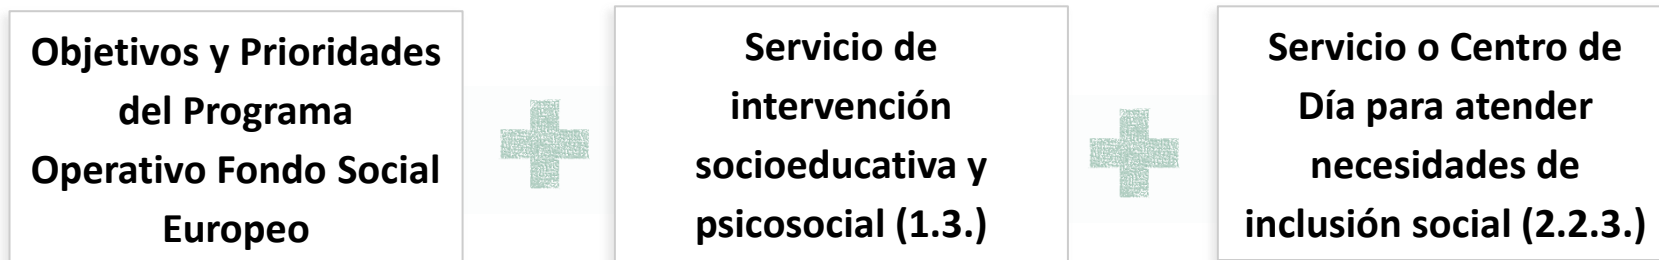 Objetivos y Prioridades
del Programa
Operativo Fondo Social
Europeo
Servicio de
intervención
socioeducativa y
psicosocial (1.3.)
Servicio o Centro de
Día para atender
necesidades de
inclusión social (2.2.3.)